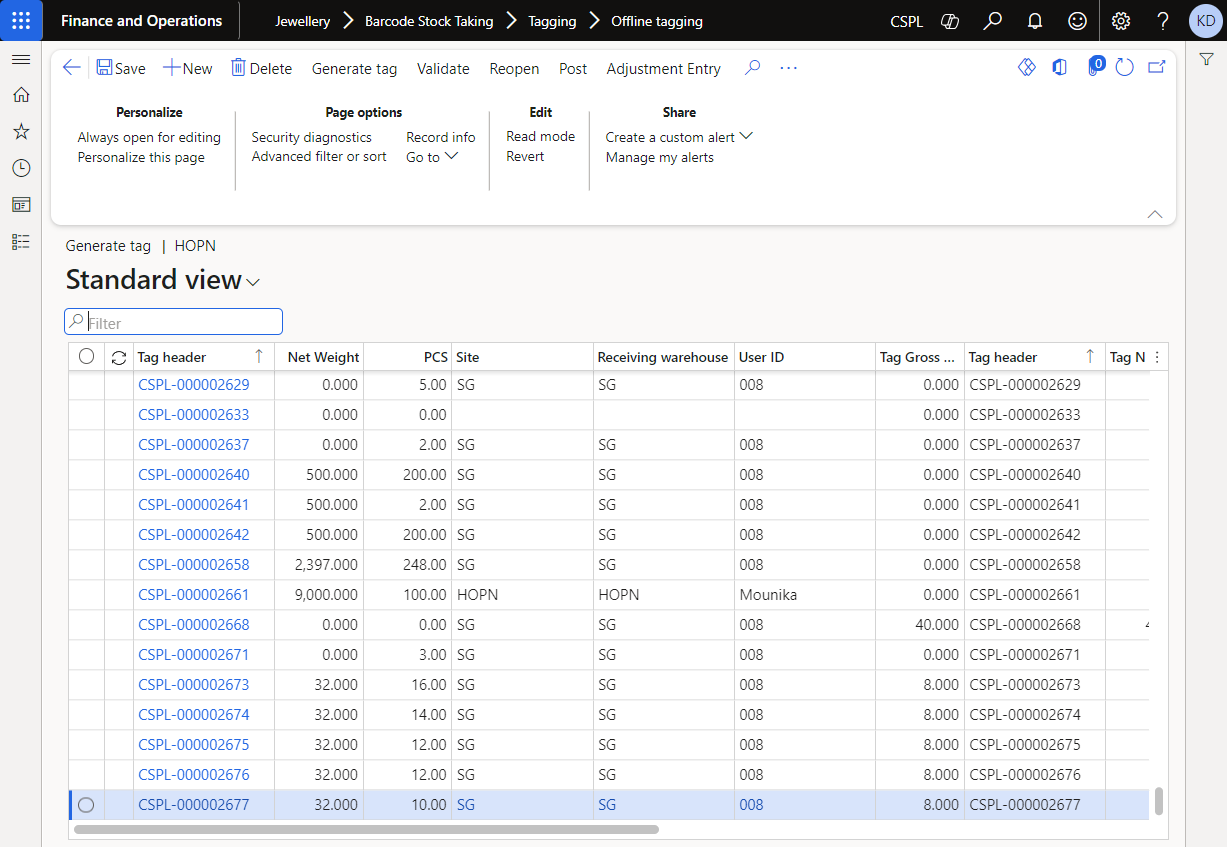 Finance and Operations Jewellery Barcode Stock Taking Tagging Offline tagging CSPL KD
Save New Delete Generate tag Validate Reopen Post Adjustment Entry ··· 0
Personalize Page options Edit Share
Always open for editing Security diagnostics Record info Read mode Create a custom alert
Personalize this page Advanced filter or sort Go to Revert Manage my alerts
Generate tag | HOPN
Standard view
Filter
Tag header Net Weight PCS Site Receiving warehouse User ID Tag Gross ... Tag header Tag N
CSPL-000002629 0.000 5.00 SG SG 008 0.000 CSPL-000002629
CSPL-000002633 0.000 0.00 0.000 CSPL-000002633
CSPL-000002637 0.000 2.00 SG SG 008 0.000 CSPL-000002637
CSPL-000002640 500.000 200.00 SG SG 008 0.000 CSPL-000002640
CSPL-000002641 500.000 2.00 SG SG 008 0.000 CSPL-000002641
CSPL-000002642 500.000 200.00 SG SG 008 0.000 CSPL-000002642
CSPL-000002658 2,397.000 248.00 SG SG 008 0.000 CSPL-000002658
CSPL-000002661 9,000.000 100.00 HOPN HOPN Mounika 0.000 CSPL-000002661
CSPL-000002668 0.000 0.00 SG SG 008 40.000 CSPL-000002668
CSPL-000002671 0.000 3.00 SG SG 008 0.000 CSPL-000002671
CSPL-000002673 32.000 16.00 SG SG 008 8.000 CSPL-000002673
CSPL-000002674 32.000 14.00 SG SG 008 8.000 CSPL-000002674
CSPL-000002675 32.000 12.00 SG SG 008 8.000 CSPL-000002675
CSPL-000002676 32.000 12.00 SG SG 008 8.000 CSPL-000002676
CSPL-000002677 32.000 10.00 SG SG 008 8.000 CSPL-000002677